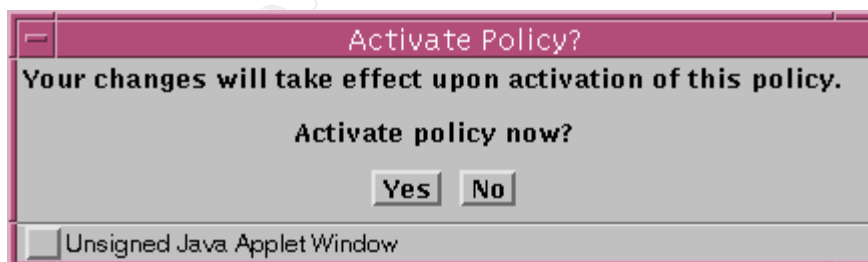 Activate Policy?
Your changes will take effect upon activation of this policy.
Activate policy now?
Yes No
Unsigned Java Applet Window